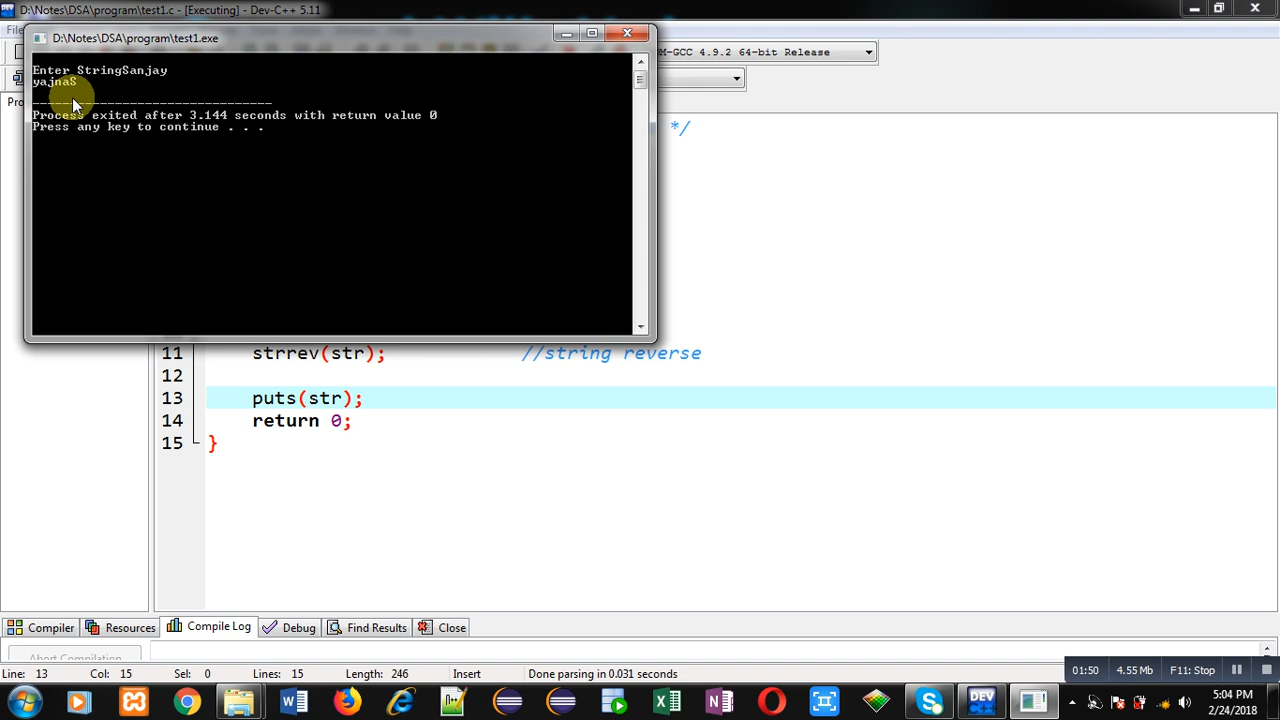 D:\Notes\DSA\program\test1.c - [Executing] - Dev-C++ 5.11
D:\Notes\DSA\program\test1.exe
M-GCC 4.9.2 64-bit Release
Enter StringSanjay
yajnaS
--------------------------------
Process exited after 3.144 seconds with return value 0
Press any key to continue . . .
*/
11 strrev(str); //string reverse
12
13 puts(str);
14 return 0;
15 }
Compiler Resources Compile Log Debug Find Results Close
Abort Compilation
Line: 13 Col: 15 Sel: 0 Lines: 15 Length: 246 Insert Done parsing in 0.031 seconds
01:50 4.55 Mb F11: Stop
5:04 PM
2/24/2018